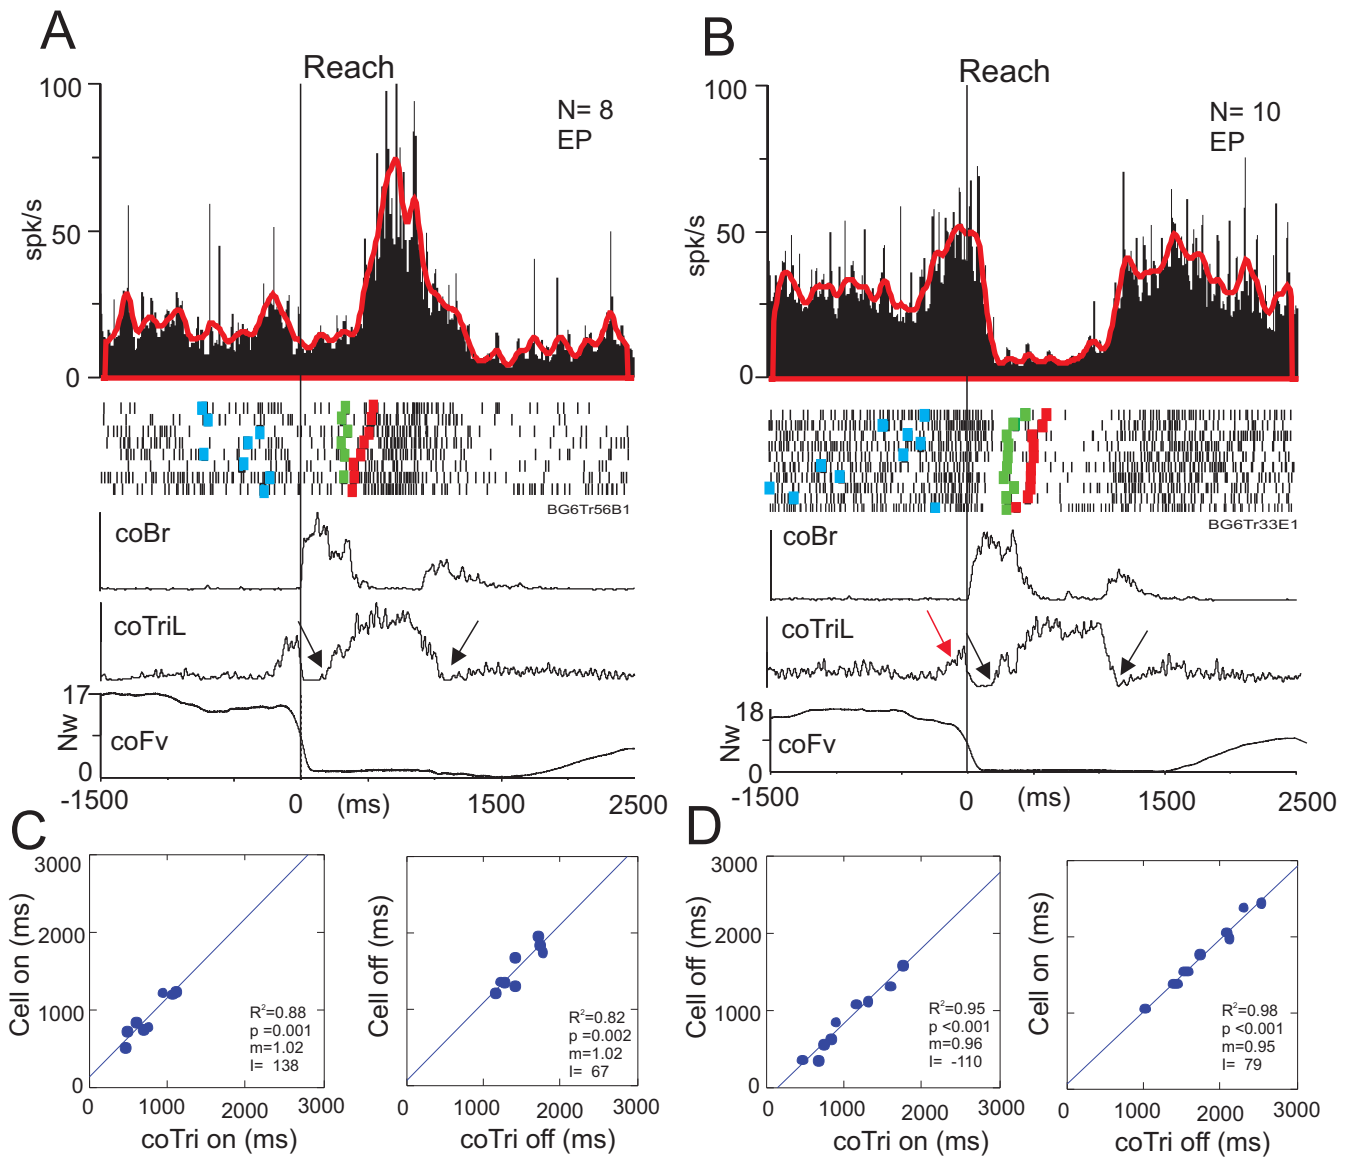 A
Reach
100
N= 8
EP
spk/s
50
0
BG6Tr56B1
coBr
coTriL
17
Nw
coFv
0
-1500
0
(ms)
1500
2500
B
Reach
100
N= 10
EP
spk/s
50
0
BG6Tr33E1
coBr
coTriL
18
Nw
coFv
0
-1500
0
(ms)
1500
2500
C
3000
2000
1000
0
Cell on (ms)
R²=0.88
p =0.001
m=1.02
I= 138
0
1000
2000
3000
coTri on (ms)
Cell off (ms)
R²=0.82
p =0.002
m=1.02
I= 67
0
1000
2000
3000
coTri off (ms)
D
3000
2000
1000
0
Cell off (ms)
R²=0.95
p <0.001
m=0.96
I= -110
0
1000
2000
3000
coTri on (ms)
Cell on (ms)
R²=0.98
p <0.001
m=0.95
I= 79
0
1000
2000
3000
coTri off (ms)